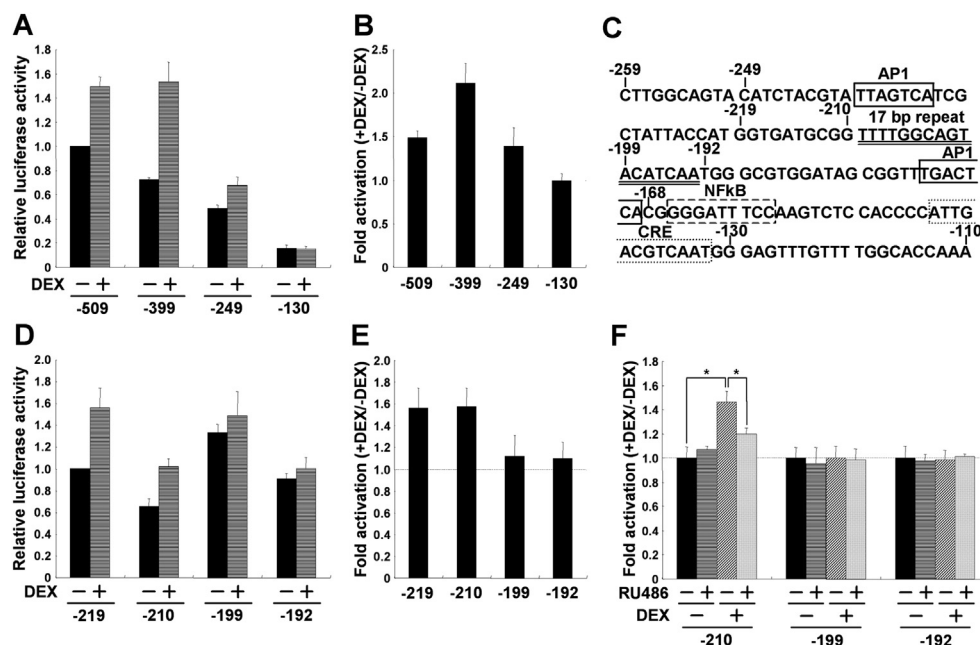 A
Relative luciferase activity
1.8
1.6
1.4
1.2
1.0
0.8
0.6
0.4
0.2
0
DEX − + − + − + − +
-509 -399 -249 -130
B
Fold activation (+DEX/-DEX)
2.5
2.0
1.5
1.0
0.5
0
-509 -399 -249 -130
C
-259 -249 AP1
CTTGGCAGTA CATCTACGTA TTAGTCATCG
-219 -210 17 bp repeat
CTATTACCAT GGTGATGCGG TTTTGGCAGT
-199 -192 AP1
ACATCAATGG GCGTGGATAG CGGTTTGACT
-168 NFkB
CACGGGGATT TCCAAGTCTC CACCCCATTG
CRE -130 -110
ACGTCAATGG GAGTTTGTTT TGGCACCAAA
D
Relative luciferase activity
2.0
1.8
1.6
1.4
1.2
1.0
0.8
0.6
0.4
0.2
0
DEX − + − + − + − +
-219 -210 -199 -192
E
Fold activation (+DEX/-DEX)
2.0
1.8
1.6
1.4
1.2
1.0
0.8
0.6
0.4
0.2
0
-219 -210 -199 -192
F
Fold activation (+DEX/-DEX)
1.8
1.6
1.4
1.2
1.0
0.8
0.6
0.4
0.2
0
* *
RU486 − + − + − + − + − + − +
DEX − + − + − +
-210 -199 -192